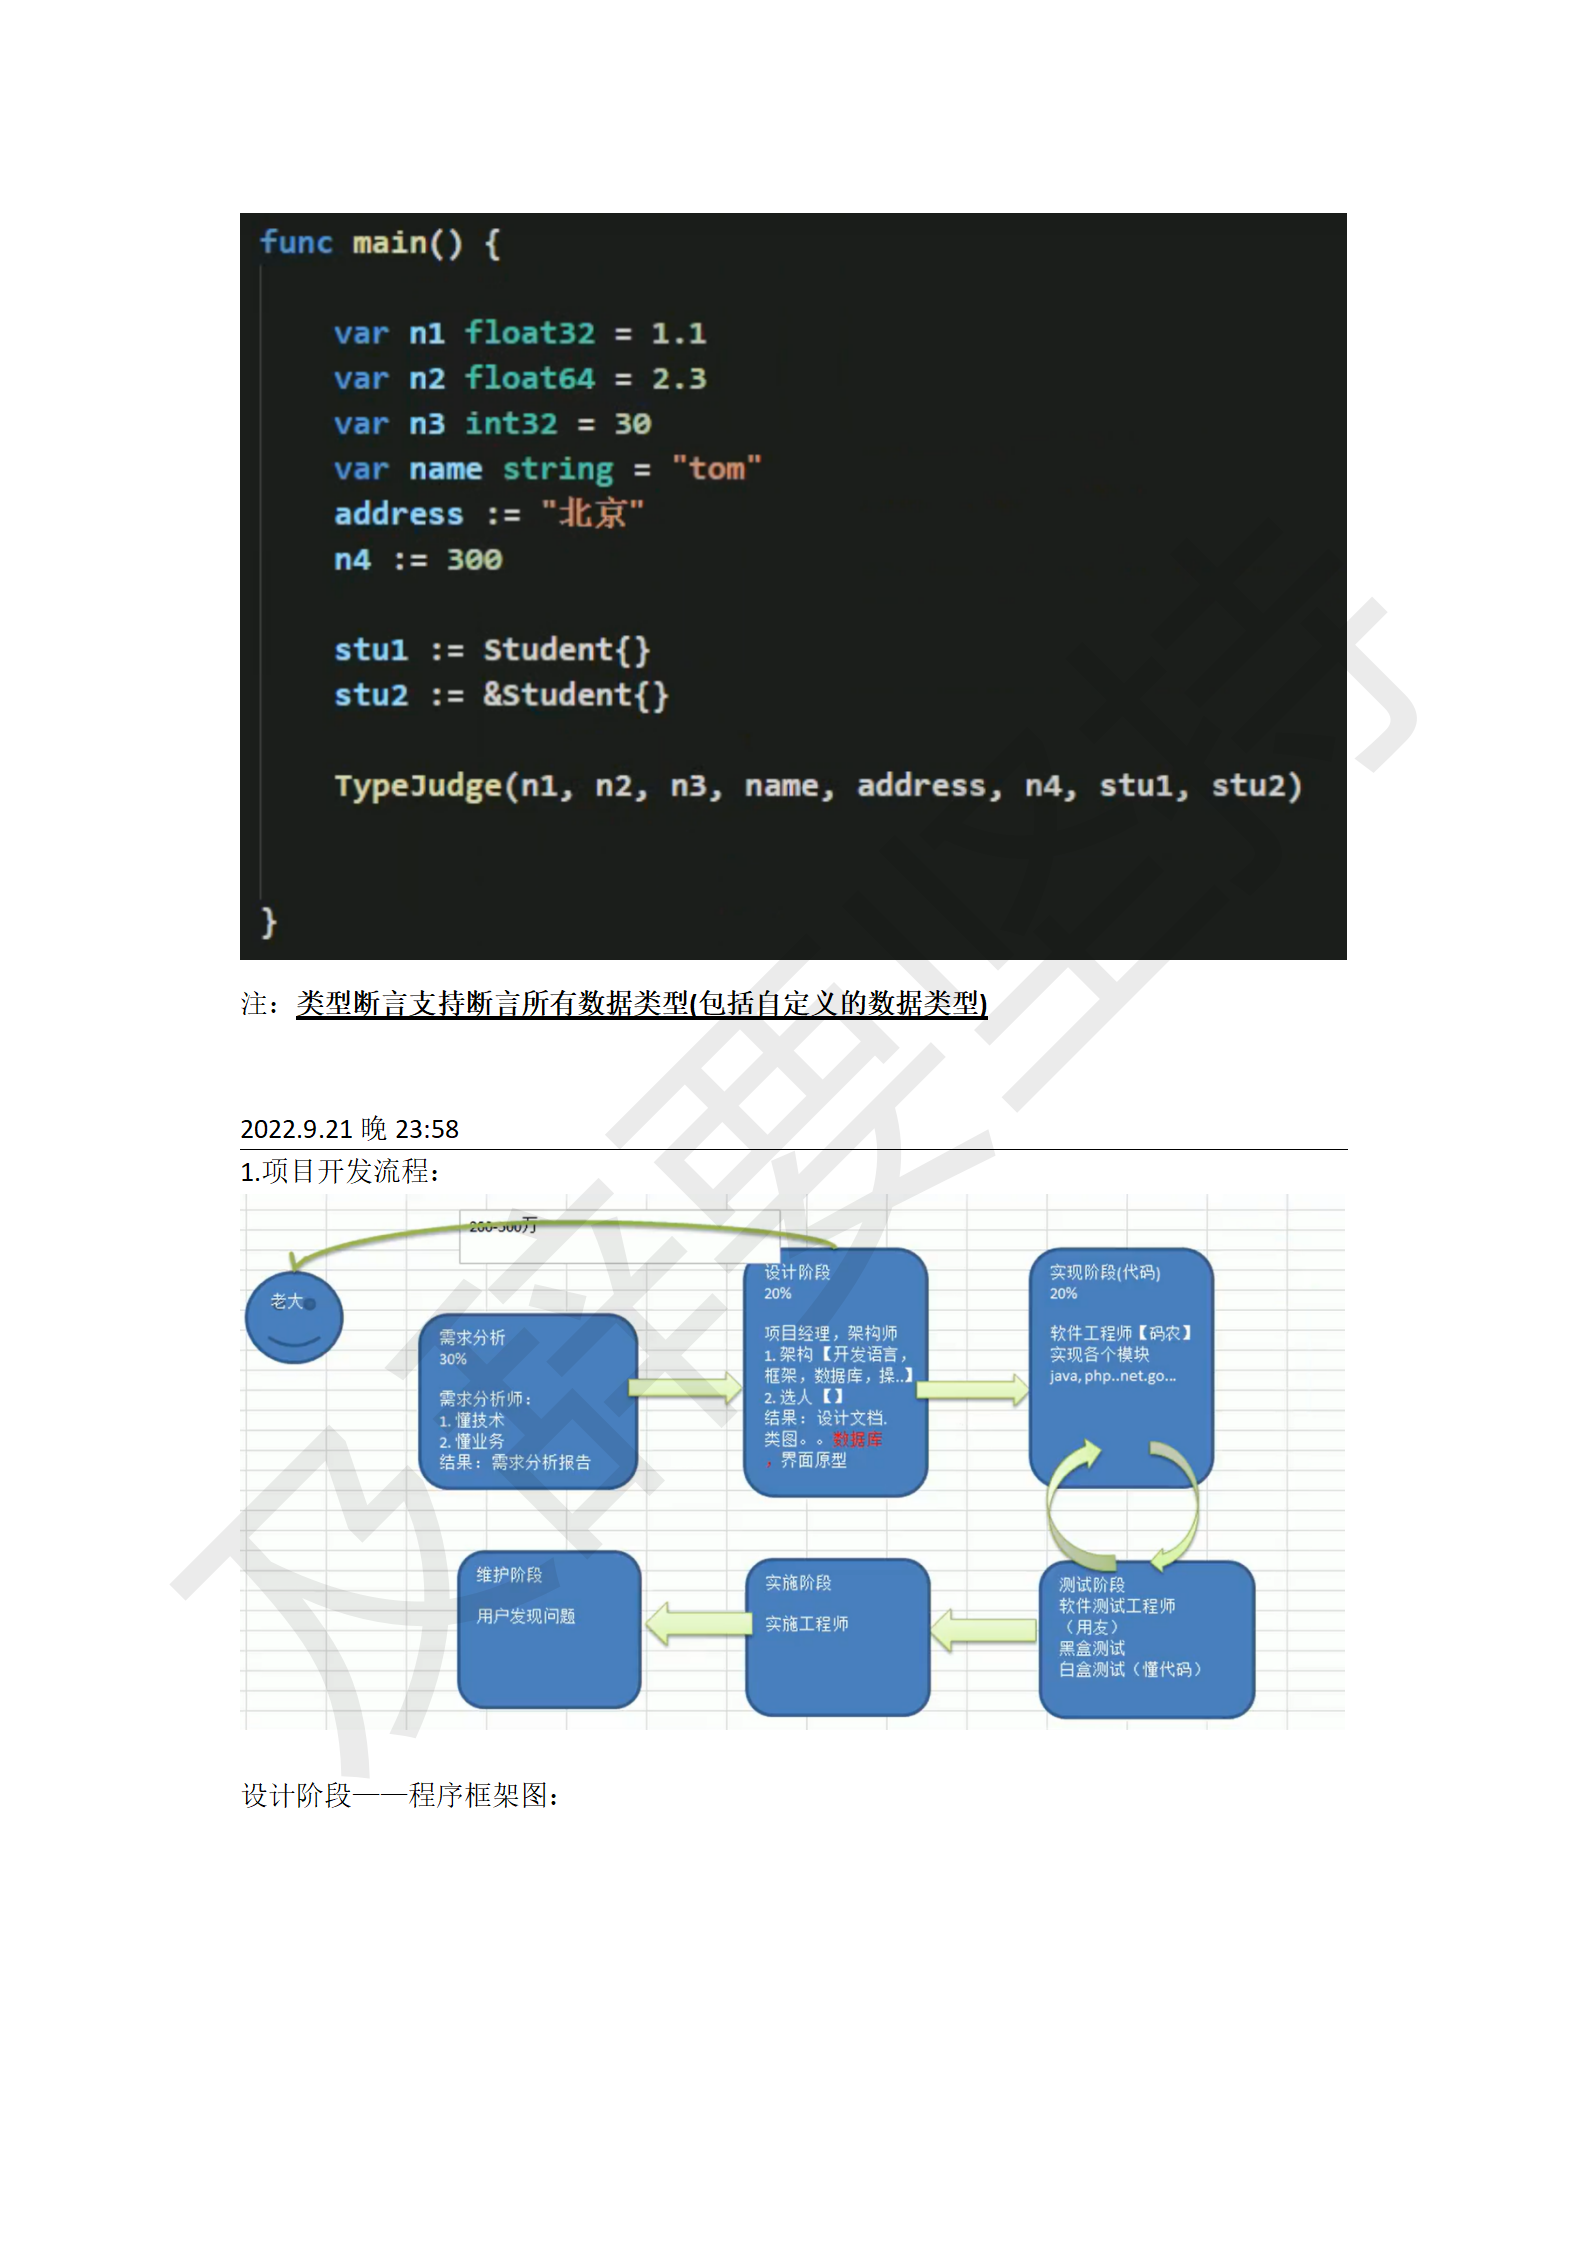 func main() {
var n1 float32 = 1.1
var n2 float64 = 2.3
var n3 int32 = 30
var name string = "tom"
address := "北京"
n4 := 300
stu1 := Student{}
stu2 := &Student{}
TypeJudge(n1, n2, n3, name, address, n4, stu1, stu2)
}
注：类型断言支持断言所有数据类型(包括自定义的数据类型)
2022.9.21 晚 23:58
1.项目开发流程：
200-500万
老大
需求分析
30%
需求分析师：
1. 懂技术
2. 懂业务
结果：需求分析报告
设计阶段
20%
项目经理，架构师
1. 架构【开发语言，
框架，数据库，操..】
2. 选人【】
结果：设计文档.
类图。。数据库
，界面原型
实现阶段(代码)
20%
软件工程师【码农】
实现各个模块
java, php..net.go...
维护阶段
用户发现问题
实施阶段
实施工程师
测试阶段
软件测试工程师
（用友）
黑盒测试
白盒测试（懂代码）
设计阶段——程序框架图：